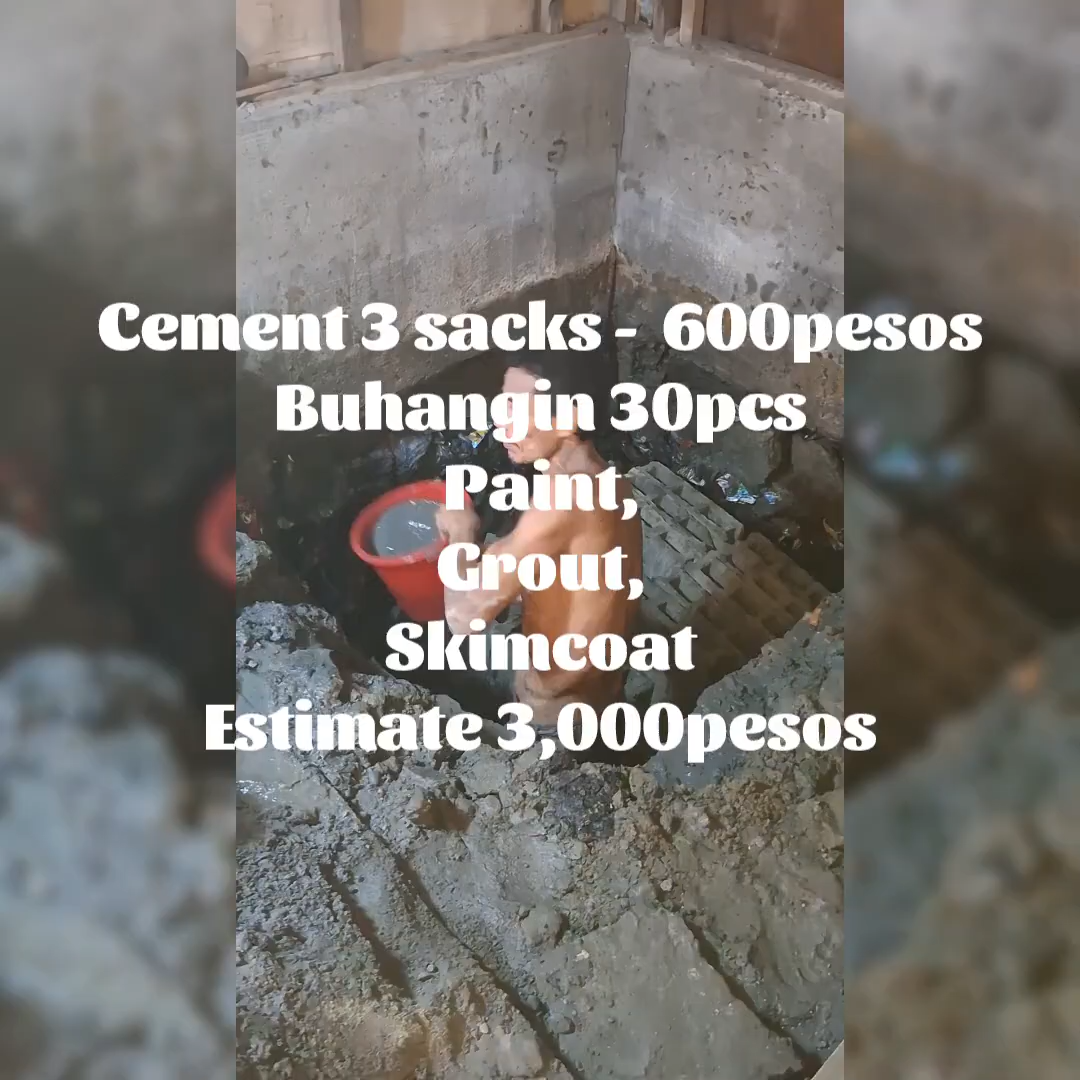 Cement 3 sacks - 600pesos
Buhangin 30pcs
Paint,
Grout,
Skimcoat
Estimate 3,000pesos